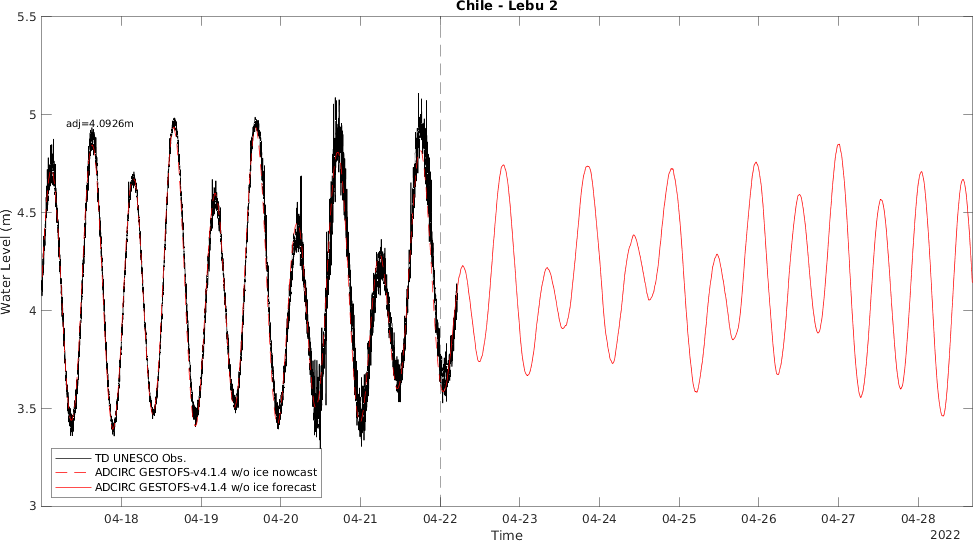 Chile - Lebu 2
5.5
5
4.5
4
3.5
3
Water Level (m)
adj=4.0926m
TD UNESCO Obs.
ADCIRC GESTOFS-v4.1.4 w/o ice nowcast
ADCIRC GESTOFS-v4.1.4 w/o ice forecast
04-18 04-19 04-20 04-21 04-22 04-23 04-24 04-25 04-26 04-27 04-28
Time
2022